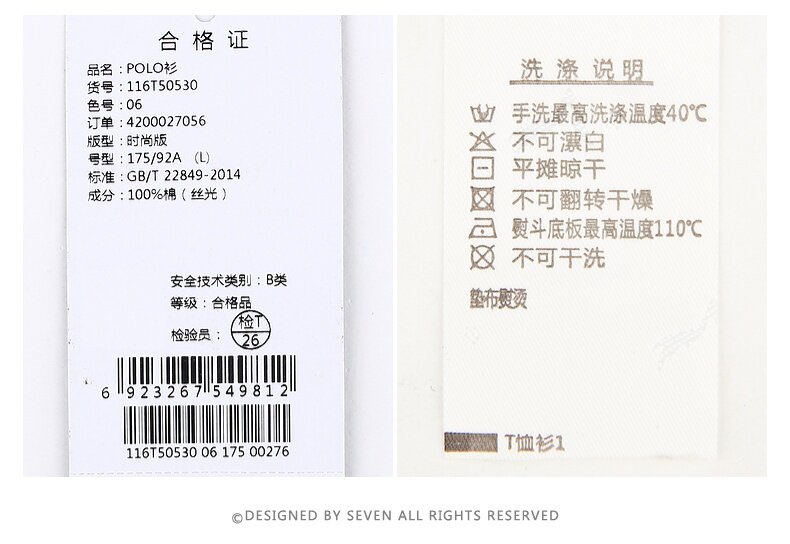 合格证
品名：POLO衫
货号：116T50530
色号：06
订单：4200027056
版型：时尚版
号型：175/92A （L）
标准：GB/T 22849-2014
成分：100%棉（丝光）
安全技术类别：B类
等级：合格品
检验员：
检T
26
6 923267 549812
116T50530 06 175 00276
洗涤说明
手洗最高洗涤温度40℃
不可漂白
平摊晾干
不可翻转干燥
熨斗底板最高温度110℃
不可干洗
垫布熨烫
T恤衫1
©DESIGNED BY SEVEN ALL RIGHTS RESERVED